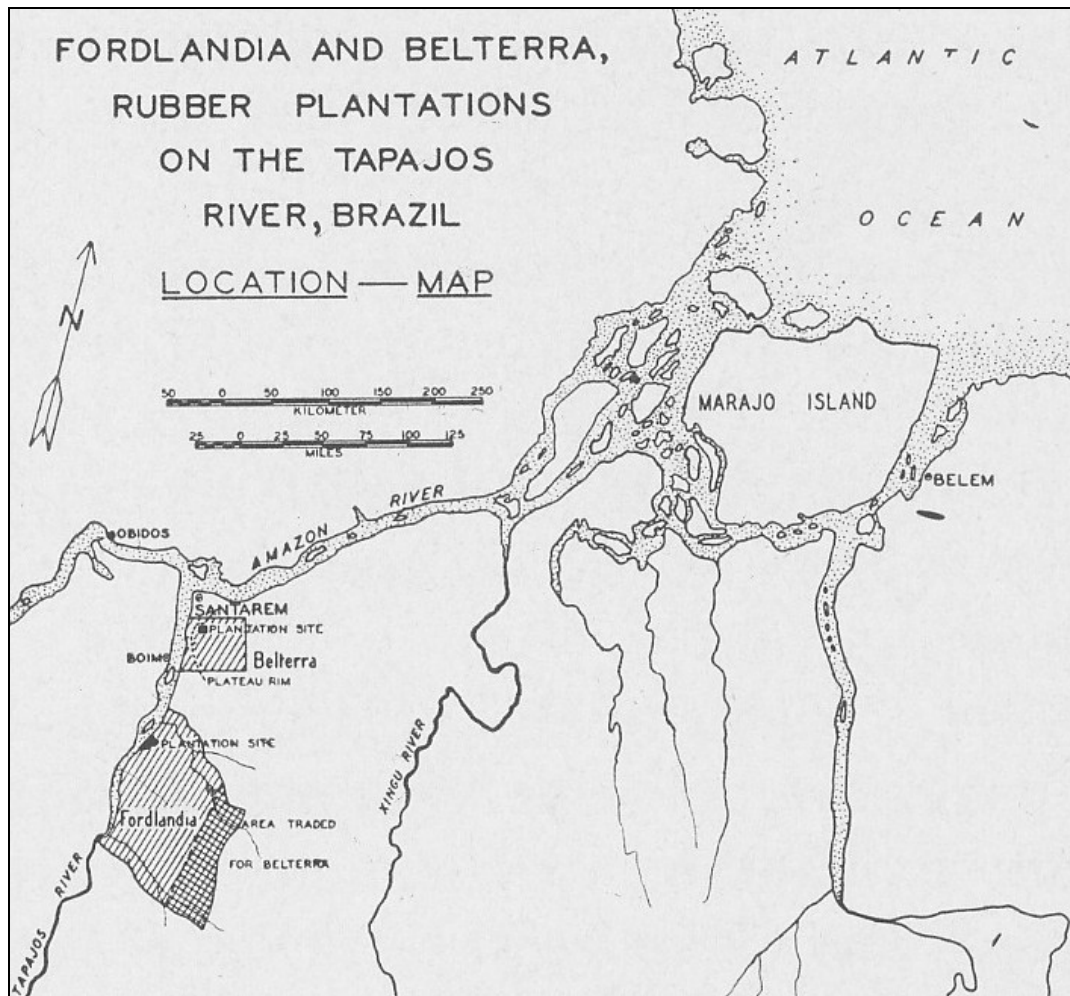 FORDLANDIA AND BELTERRA,
RUBBER PLANTATIONS
ON THE TAPAJOS
RIVER, BRAZIL
LOCATION — MAP
ATLANTIC
OCEAN
N
50 0 50 100 150 200 250
KILOMETER
25 0 25 50 75 100 125
MILES
MARAJO ISLAND
BELEM
AMAZON RIVER
OBIDOS
SANTAREM
PLANTATION SITE
BOIM
Belterra
PLATEAU RIM
PLANTATION SITE
Fordlandia
AREA TRADED
FOR BELTERRA
XINGU RIVER
TAPAJOS RIVER